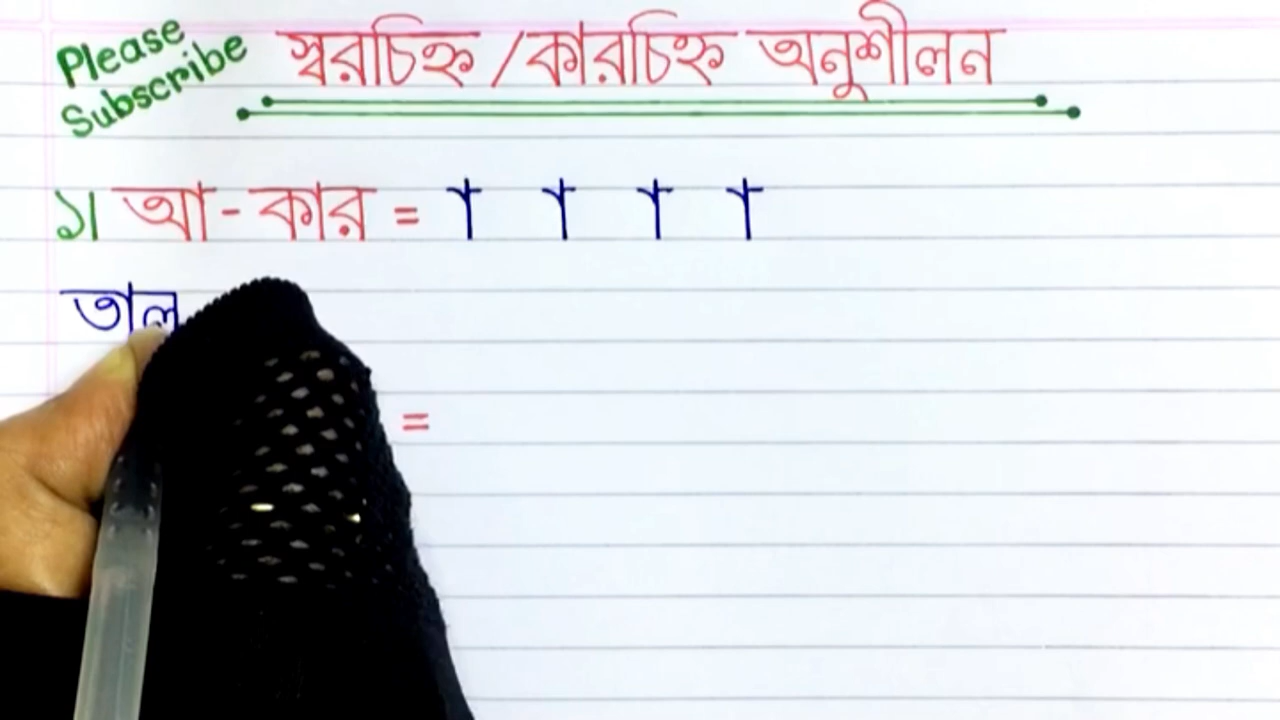 Please
Subscribe
স্বরচিহ্ন /কারচিহ্ন অনুশীলন
১। আ-কার = া া া া
তাল
=